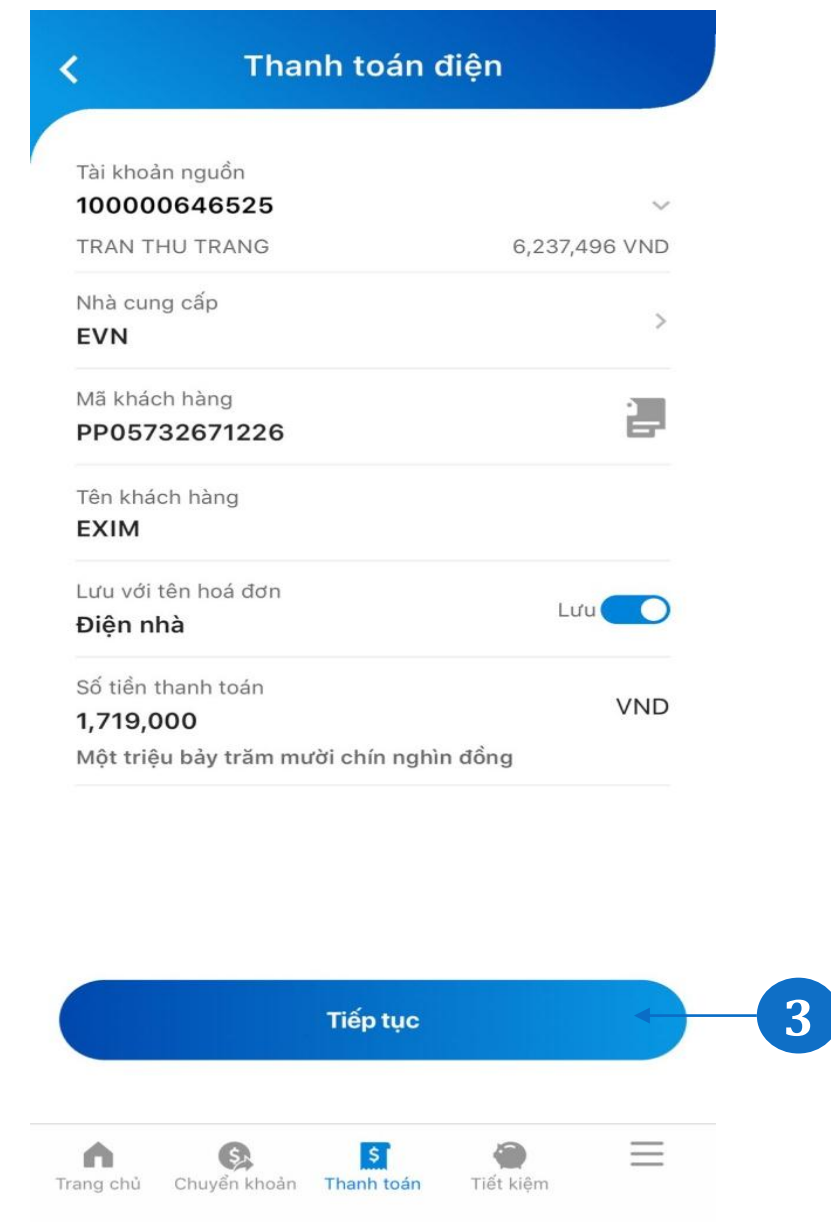 Thanh toán điện
Tài khoản nguồn
100000646525
TRAN THU TRANG 6,237,496 VND
Nhà cung cấp
EVN
Mã khách hàng
PP05732671226
Tên khách hàng
EXIM
Lưu với tên hoá đơn
Điện nhà Lưu
Số tiền thanh toán
1,719,000 VND
Một triệu bảy trăm mười chín nghìn đồng
Tiếp tục 3
Trang chủ Chuyển khoản Thanh toán Tiết kiệm